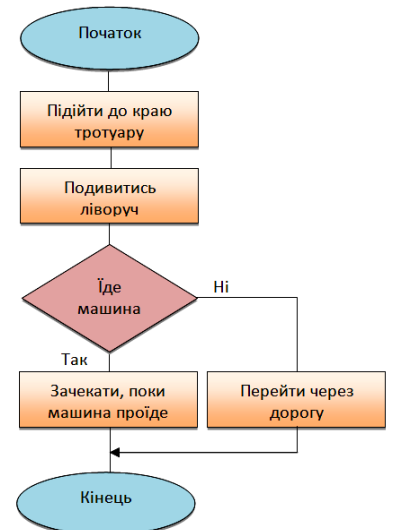 Початок
Підійти до краю
тротуару
Подивитись
ліворуч
Їде
машина
Ні
Так
Зачекати, поки
машина проїде
Перейти через
дорогу
Кінець